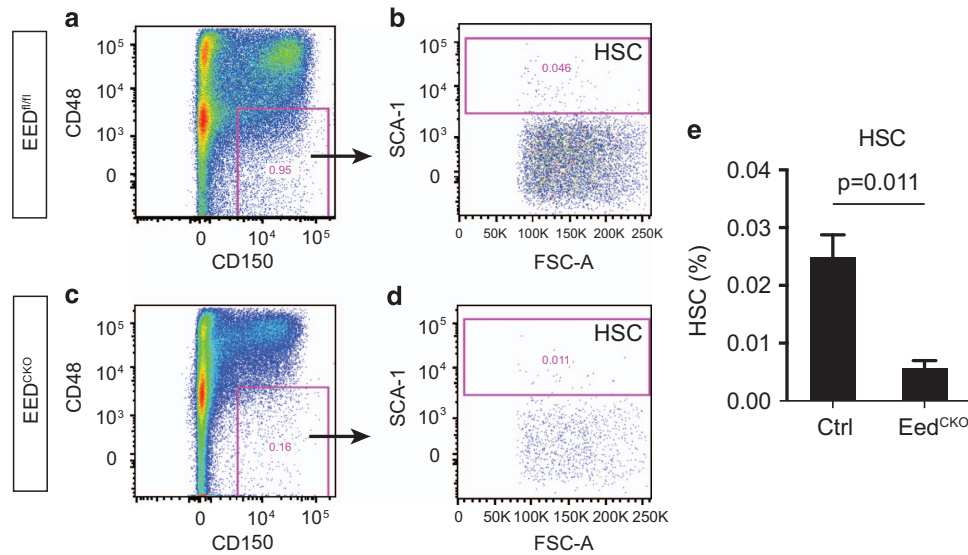 EED^fl/fl
a
CD48
10^5
10^4
10^3
0
0.95
0 10^4 10^5
CD150
b
SCA-1
10^5
10^4
10^3
0
HSC
0.046
0 50K 100K 150K 200K 250K
FSC-A
EED^CKO
c
CD48
10^5
10^4
10^3
0
0.16
0 10^4 10^5
CD150
d
SCA-1
10^5
10^4
10^3
0
HSC
0.011
0 50K 100K 150K 200K 250K
FSC-A
e
HSC
p=0.011
HSC (%)
0.04
0.03
0.02
0.01
0.00
Ctrl Eed^CKO